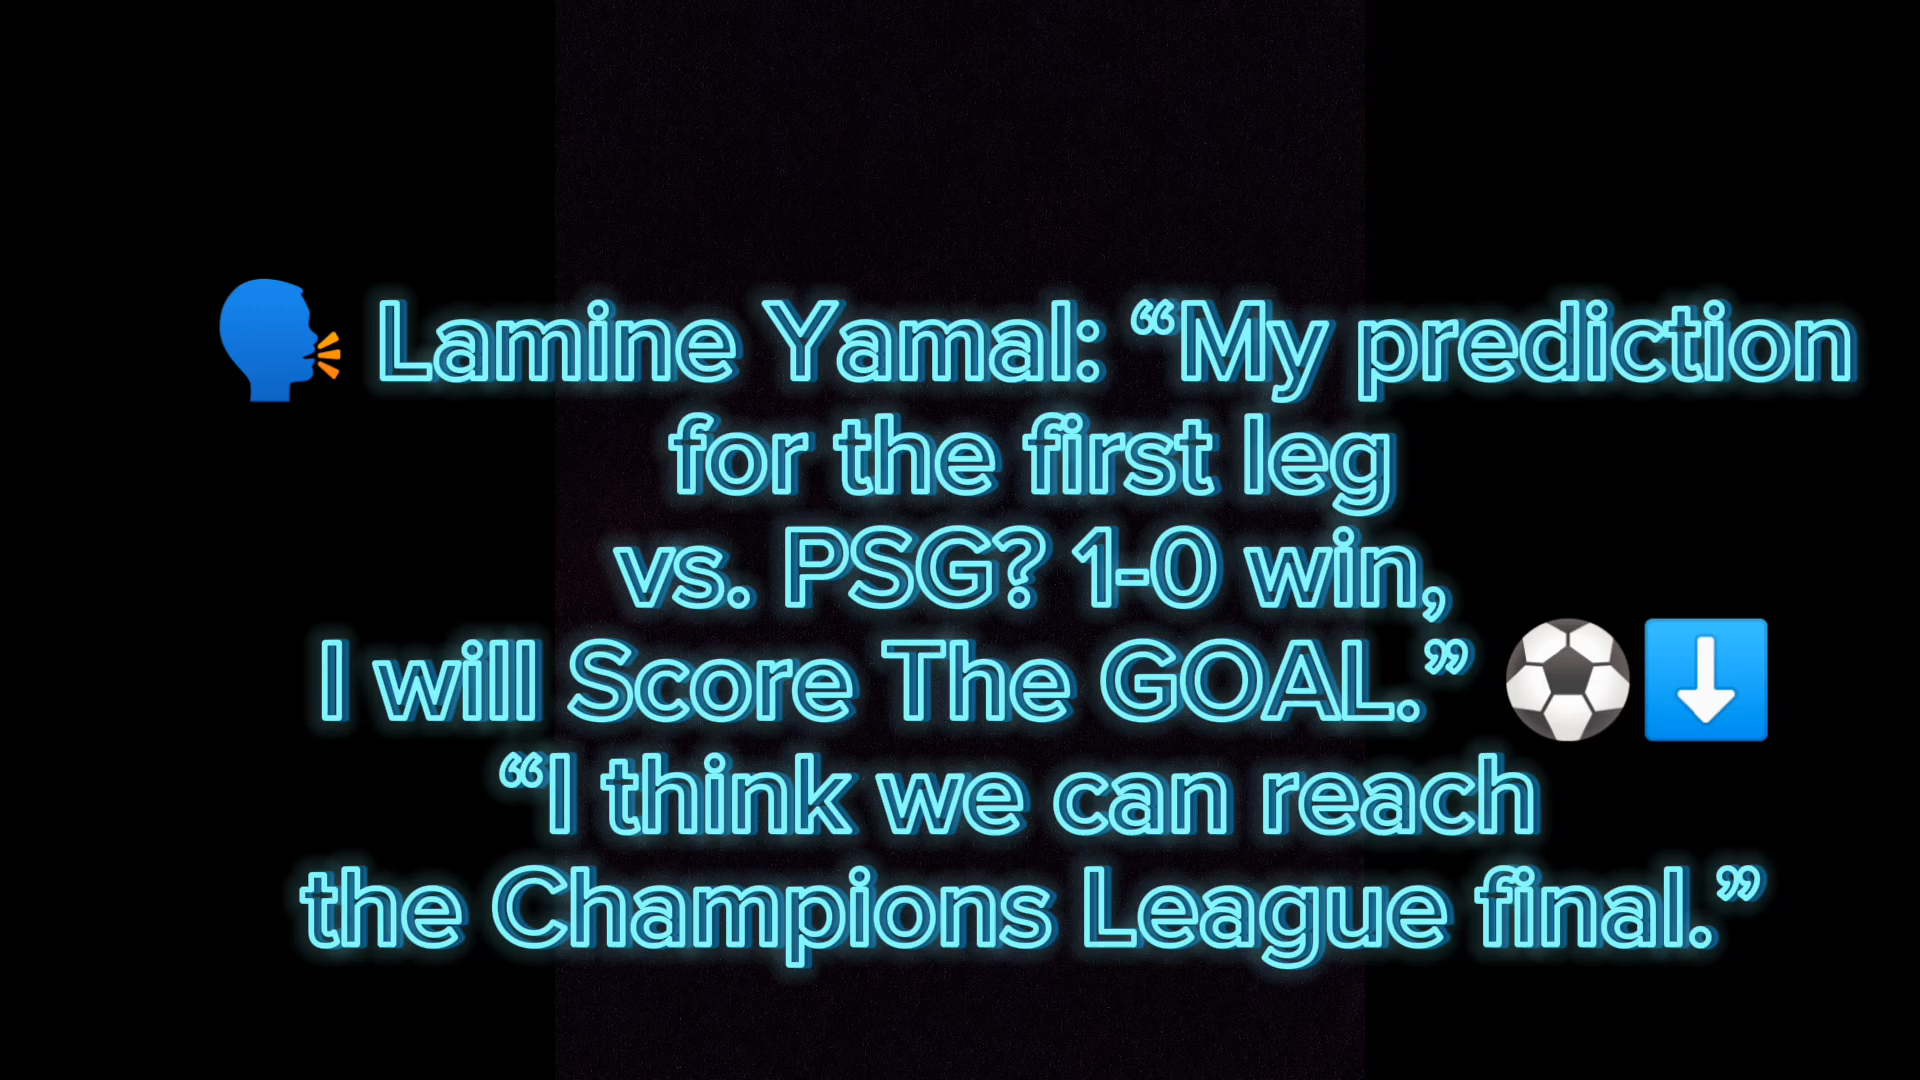 🗣️ Lamine Yamal: “My prediction
for the first leg
vs. PSG? 1-0 win,
I will Score The GOAL.” ⚽⬇️
“I think we can reach
the Champions League final.”